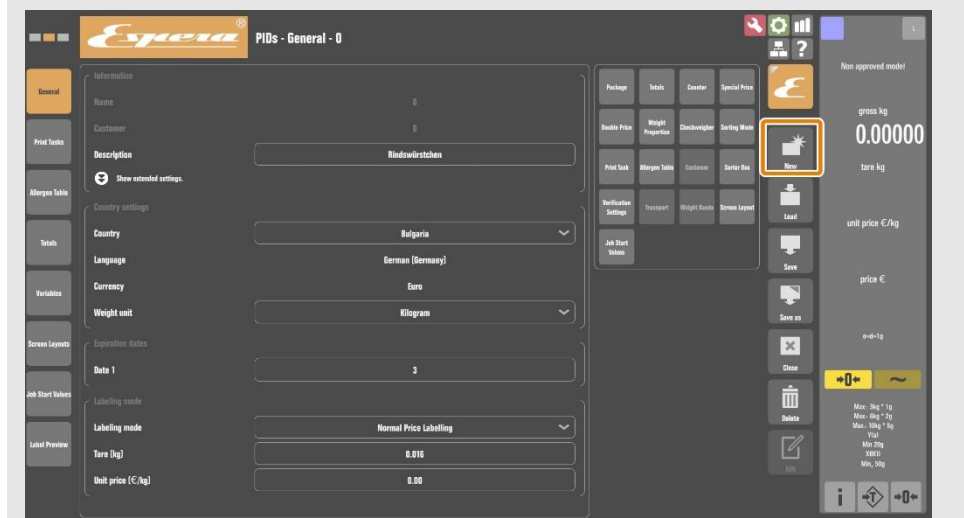 Espera®
PIDs - General - 0
?
General
Print Tasks
Allergen Table
Totals
Variables
Screen Layouts
Job Start Values
Label Preview
Information
Name
0
Customer
0
Description
Rindswürstchen
Show extended settings.
Country settings
Country
Bulgaria
Language
German (Germany)
Currency
Euro
Weight unit
Kilogram
Expiration dates
Date 1
3
Labeling mode
Labeling mode
Normal Price Labelling
Tare [kg]
0.016
Unit price [€/kg]
0.00
Package
Totals
Counter
Special Price
Double Price
Weight Proportion
Checkweigher
Sorting Mode
Print Task
Allergen Table
Customer
Sorter Box
Verification Settings
Transport
Weight Bands
Screen Layout
Job Start Values
E
New
Load
Save
Save as
Close
Delete
Edit
Non approved model
gross kg
0.00000
tare kg
unit price €/kg
price €
e=d=1g
→0←
~
Max: 3kg * 1g
Max: 6kg * 2g
Max: 10kg * 5g
Y(a)
Min 20g
XIII(1)
Min, 50g
i
→T←
→0←